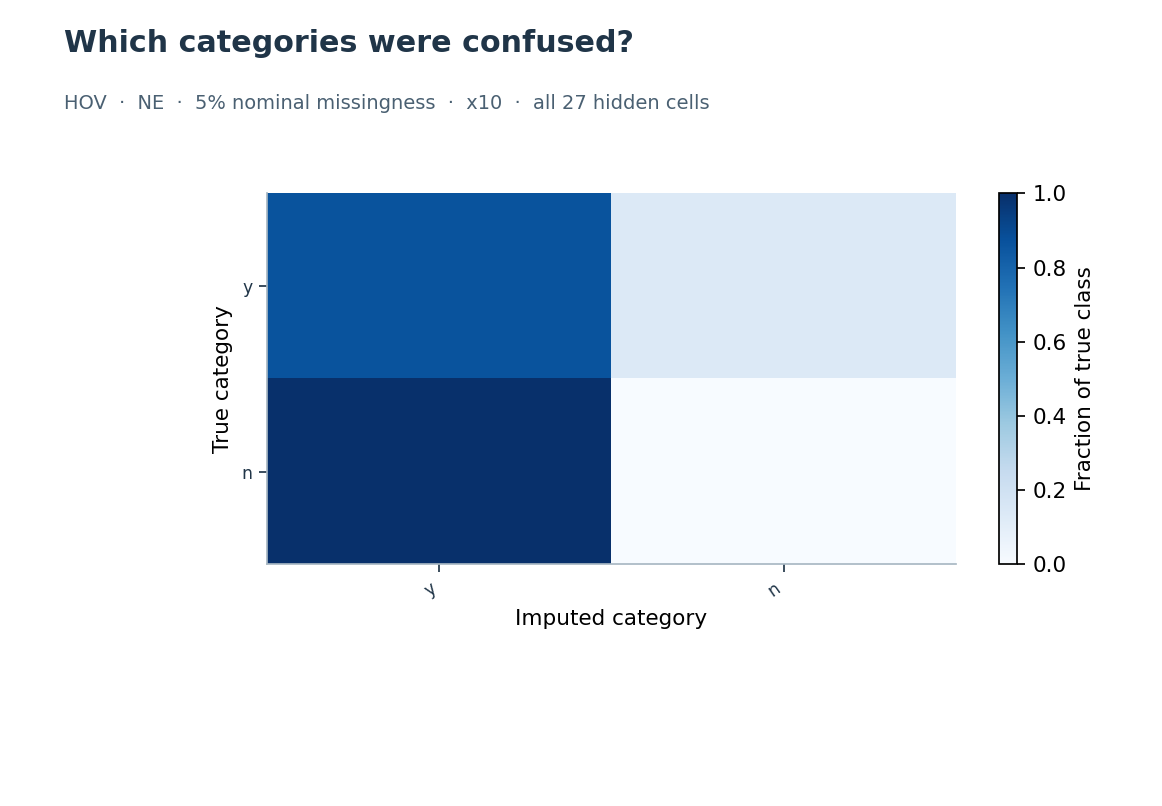 Which categories were confused?
HOV · NE · 5% nominal missingness · x10 · all 27 hidden cells
True category
y
n
y
n
Imputed category
1.0
0.8
0.6
0.4
0.2
0.0
Fraction of true class